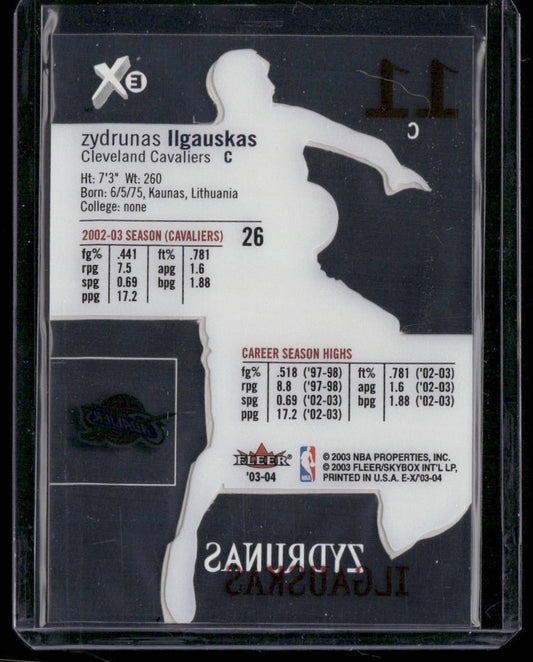 EX
11
C
zydrunas Ilgauskas
Cleveland Cavaliers C
Ht: 7'3" Wt: 260
Born: 6/5/75, Kaunas, Lithuania
College: none
2002-03 SEASON (CAVALIERS) 26
fg% .441 ft% .781
rpg 7.5 apg 1.6
spg 0.69 bpg 1.88
ppg 17.2
CAREER SEASON HIGHS
fg% .518 ('97-98) ft% .781 ('02-03)
rpg 8.8 ('97-98) apg 1.6 ('02-03)
spg 0.69 ('02-03) bpg 1.88 ('02-03)
ppg 17.2 ('02-03)
CAVALIERS
FLEER
'03-04
NBA
© 2003 NBA PROPERTIES, INC.
© 2003 FLEER/SKYBOX INT'L LP,
PRINTED IN U.S.A. E-X/'03-04
ZYDRUNAS
ILGAUSKAS